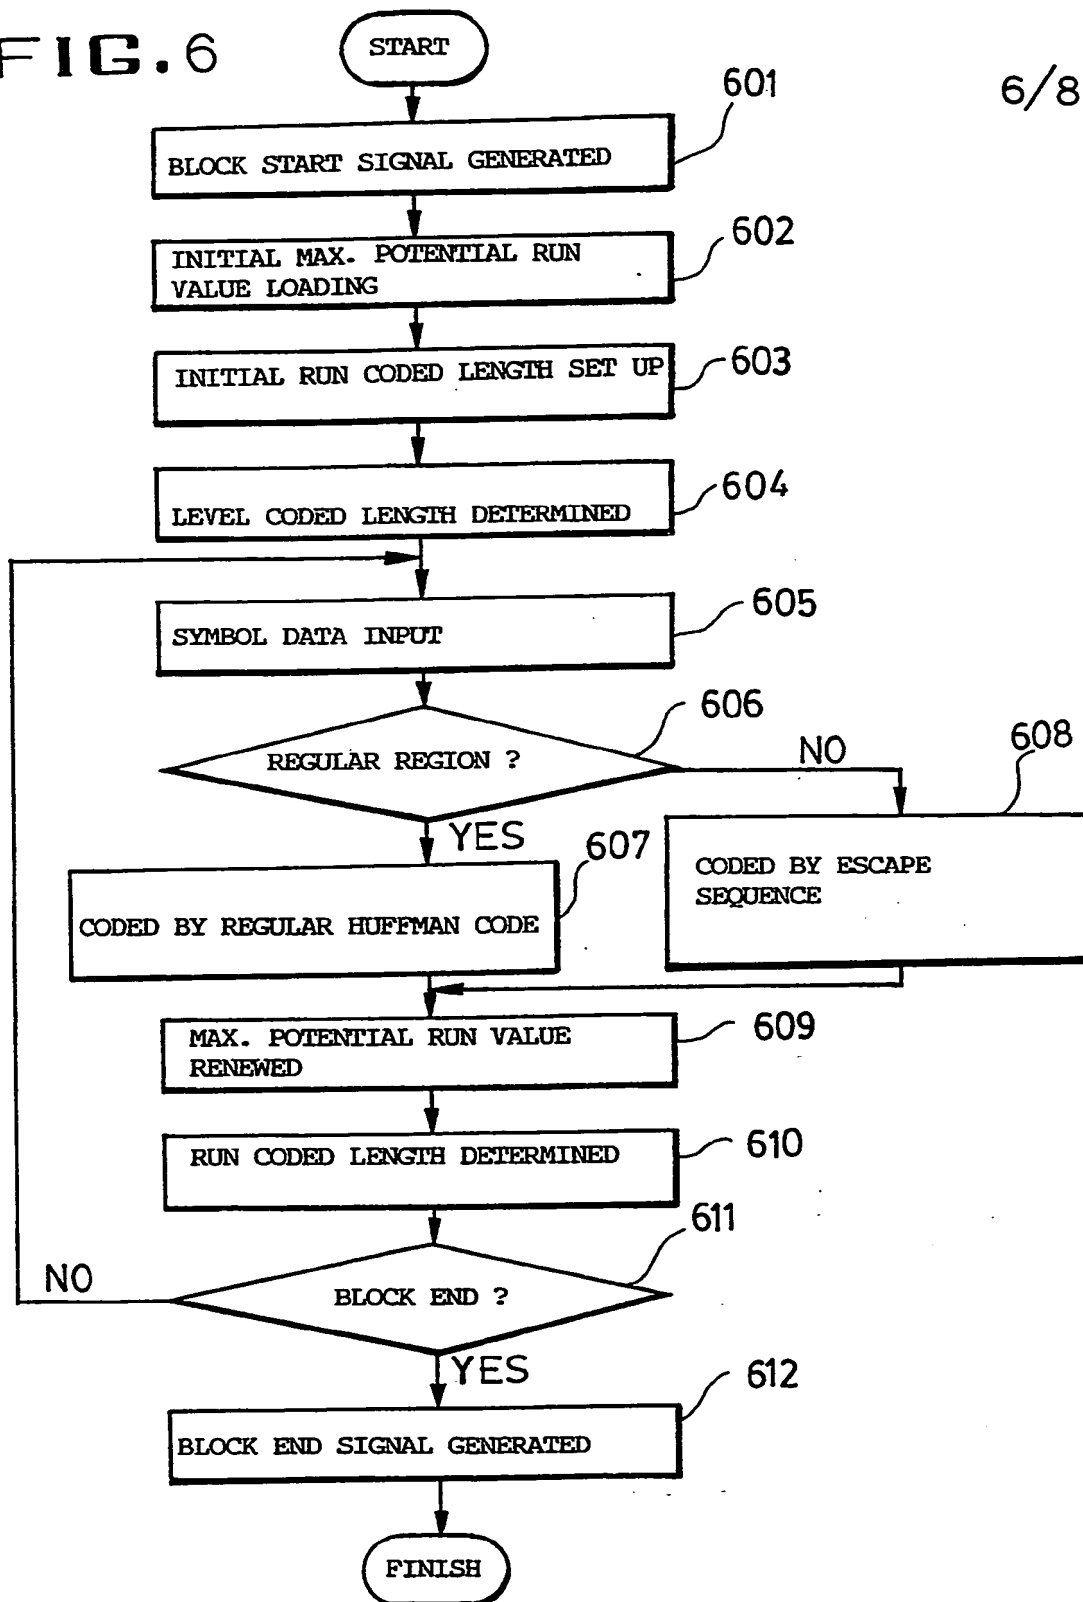 FIG. 6
6/8
START
601
BLOCK START SIGNAL GENERATED
602
INITIAL MAX. POTENTIAL RUN
VALUE LOADING
603
INITIAL RUN CODED LENGTH SET UP
604
LEVEL CODED LENGTH DETERMINED
605
SYMBOL DATA INPUT
606
REGULAR REGION ?
NO
608
YES
607
CODED BY ESCAPE
SEQUENCE
CODED BY REGULAR HUFFMAN CODE
609
MAX. POTENTIAL RUN VALUE
RENEWED
610
RUN CODED LENGTH DETERMINED
611
NO
BLOCK END ?
YES
612
BLOCK END SIGNAL GENERATED
FINISH